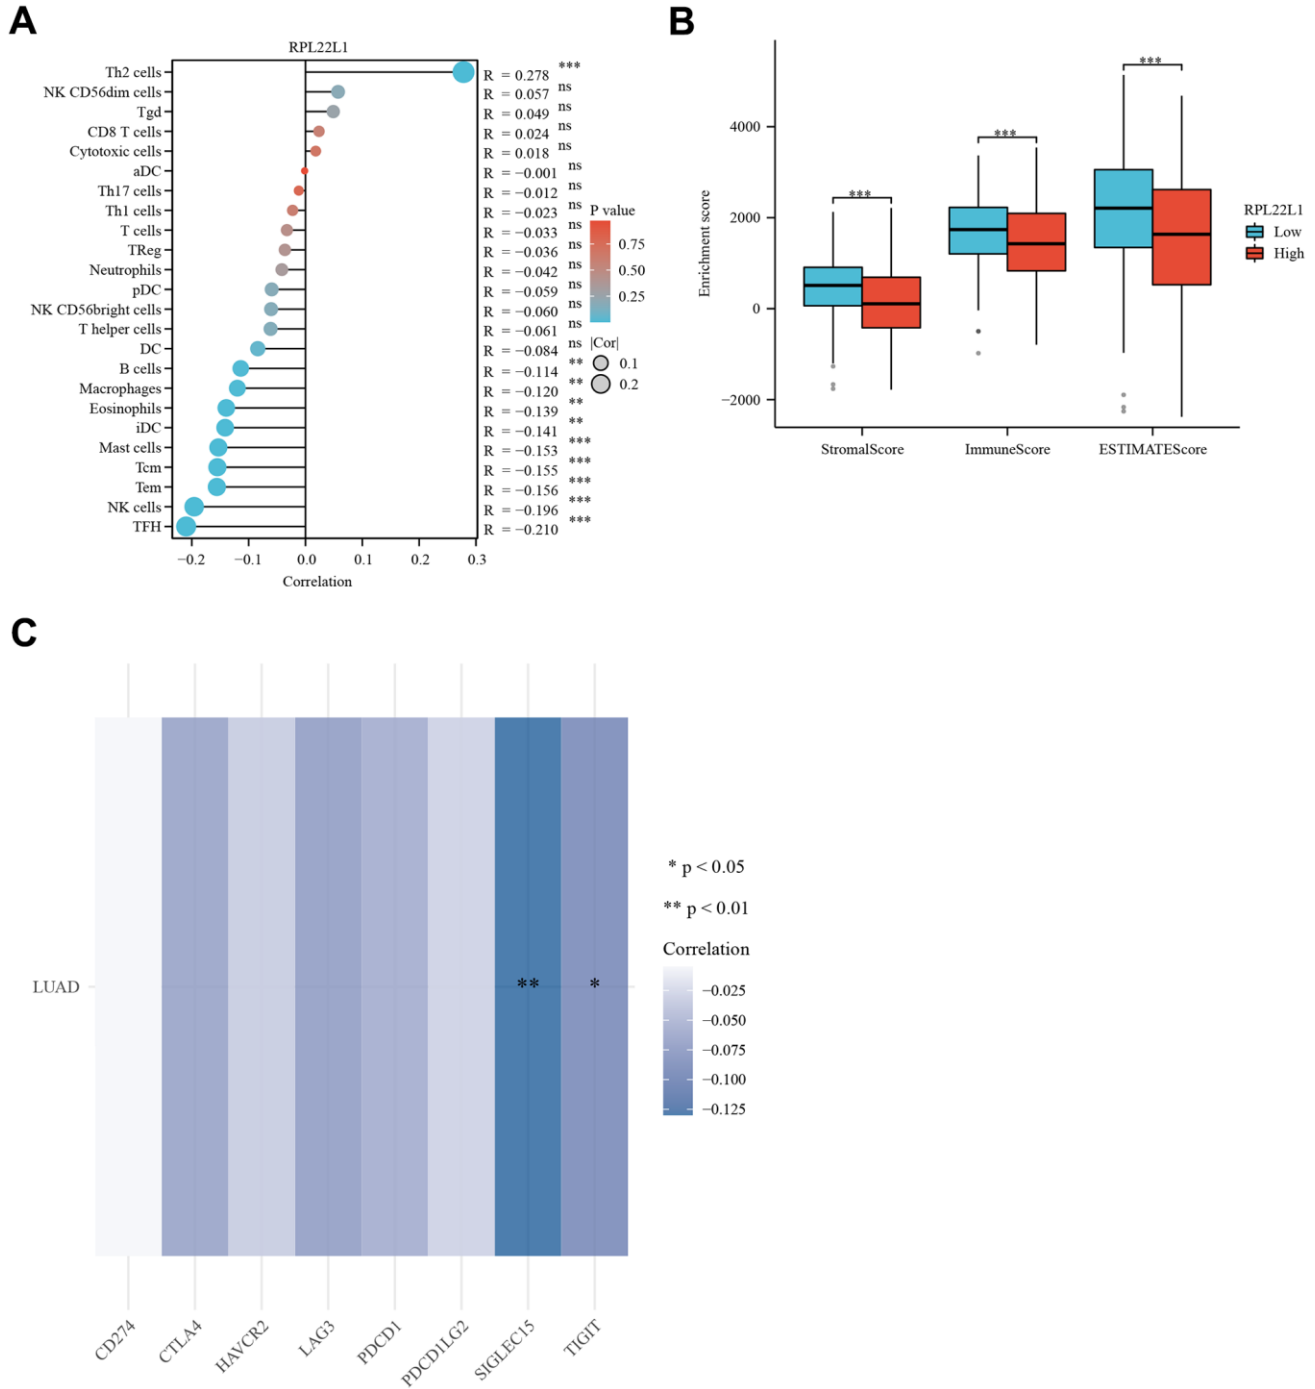 A
RPL22L1
Th2 cells R = 0.278 ***
NK CD56dim cells R = 0.057 ns
Tgd R = 0.049 ns
CD8 T cells R = 0.024 ns
Cytotoxic cells R = 0.018 ns
aDC R = −0.001 ns
Th17 cells R = −0.012 ns
Th1 cells R = −0.023 ns
T cells R = −0.033 ns
TReg R = −0.036 ns
Neutrophils R = −0.042 ns
pDC R = −0.059 ns
NK CD56bright cells R = −0.060 ns
T helper cells R = −0.061 ns
DC R = −0.084 ns
B cells R = −0.114 **
Macrophages R = −0.120 **
Eosinophils R = −0.139 **
iDC R = −0.141 **
Mast cells R = −0.153 ***
Tcm R = −0.155 ***
Tem R = −0.156 ***
NK cells R = −0.196 ***
TFH R = −0.210 ***
−0.2 −0.1 0.0 0.1 0.2 0.3
Correlation
P value
0.75
0.50
0.25
|Cor|
0.1
0.2
B
Enrichment score
4000
2000
0
−2000
*** *** ***
StromalScore ImmuneScore ESTIMATEScore
RPL22L1
Low
High
C
LUAD
** *
CD274 CTLA4 HAVCR2 LAG3 PDCD1 PDCD1LG2 SIGLEC15 TIGIT
* p < 0.05
** p < 0.01
Correlation
−0.025
−0.050
−0.075
−0.100
−0.125